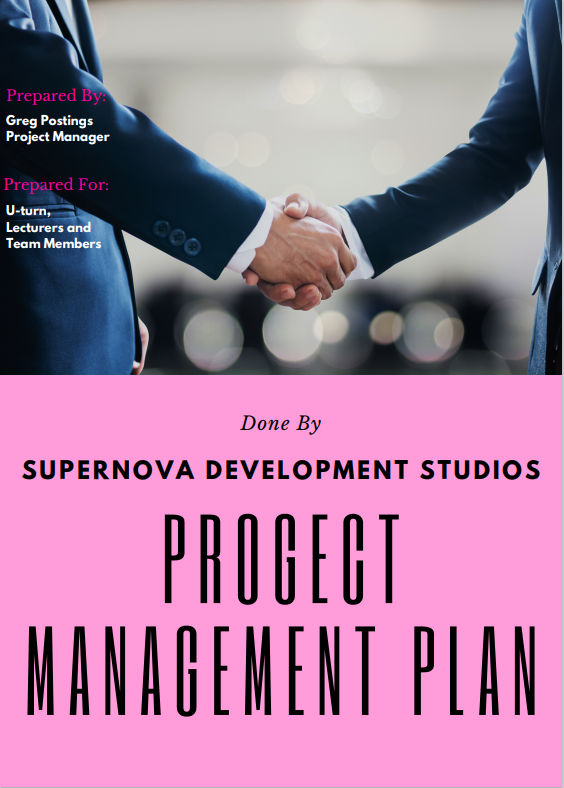 Prepared By:
Greg Postings
Project Manager
Prepared For:
U-turn,
Lecturers and
Team Members
Done By
SUPERNOVA DEVELOPMENT STUDIOS
PROGECT
MANAGEMENT PLAN